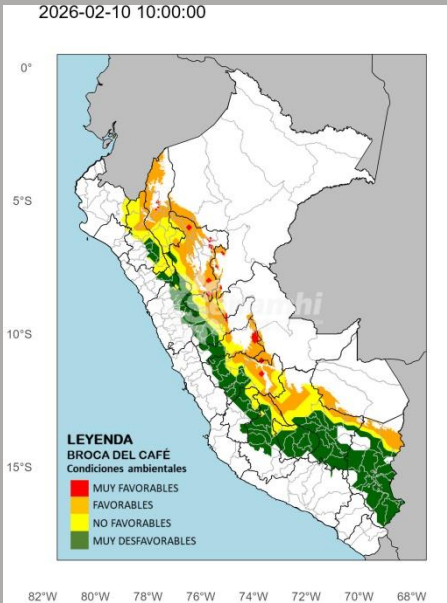 2026-02-10 10:00:00
0°
5°S
10°S
15°S
senamhi
LEYENDA
BROCA DEL CAFÉ
Condiciones ambientales
MUY FAVORABLES
FAVORABLES
NO FAVORABLES
MUY DESFAVORABLES
82°W 80°W 78°W 76°W 74°W 72°W 70°W 68°W